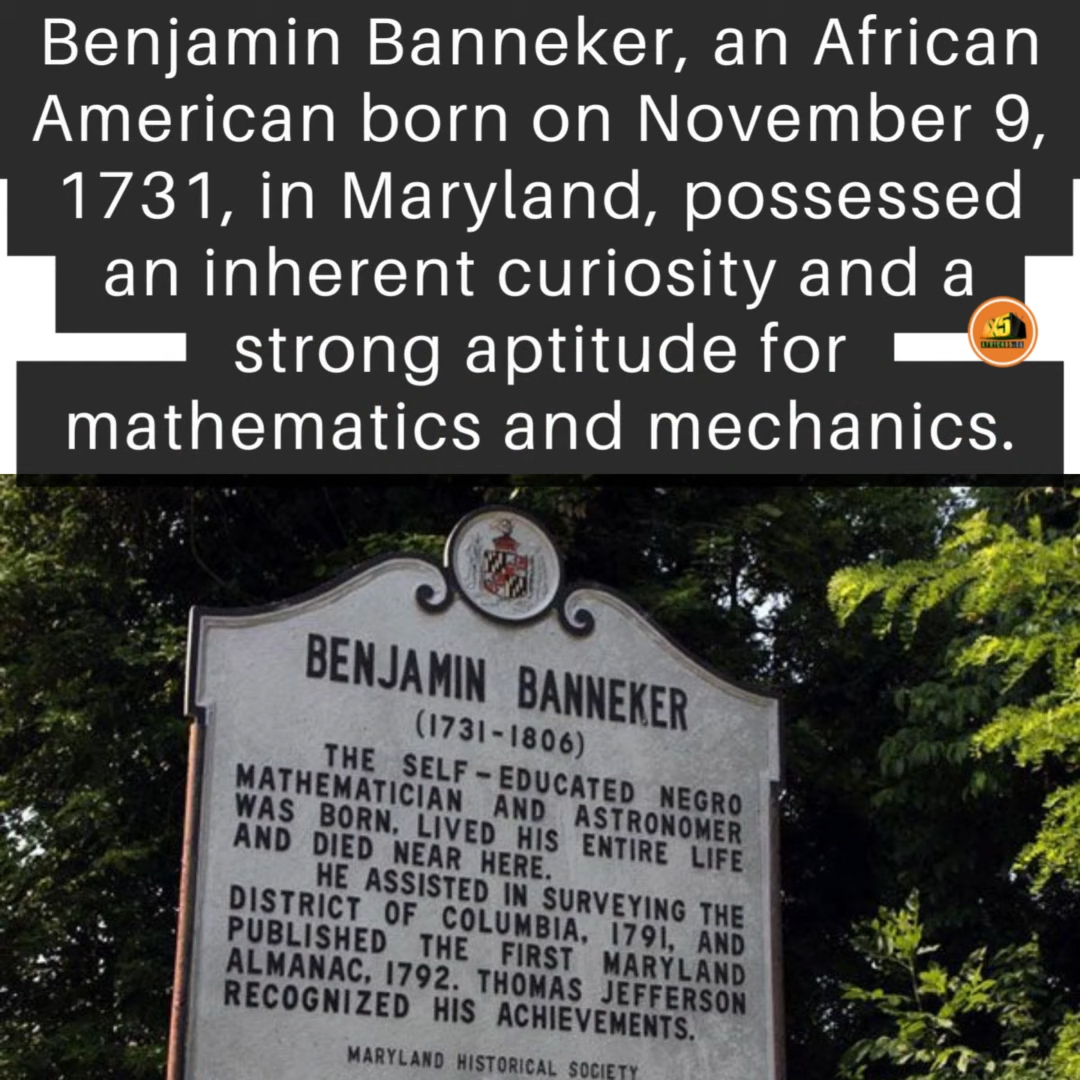 Benjamin Banneker, an African
American born on November 9,
1731, in Maryland, possessed
an inherent curiosity and a
strong aptitude for
mathematics and mechanics.
BENJAMIN BANNEKER
(1731-1806)
THE SELF-EDUCATED NEGRO
MATHEMATICIAN AND ASTRONOMER
WAS BORN, LIVED HIS ENTIRE LIFE
AND DIED NEAR HERE.
HE ASSISTED IN SURVEYING THE
DISTRICT OF COLUMBIA, 1791, AND
PUBLISHED THE FIRST MARYLAND
ALMANAC, 1792. THOMAS JEFFERSON
RECOGNIZED HIS ACHIEVEMENTS.
MARYLAND HISTORICAL SOCIETY